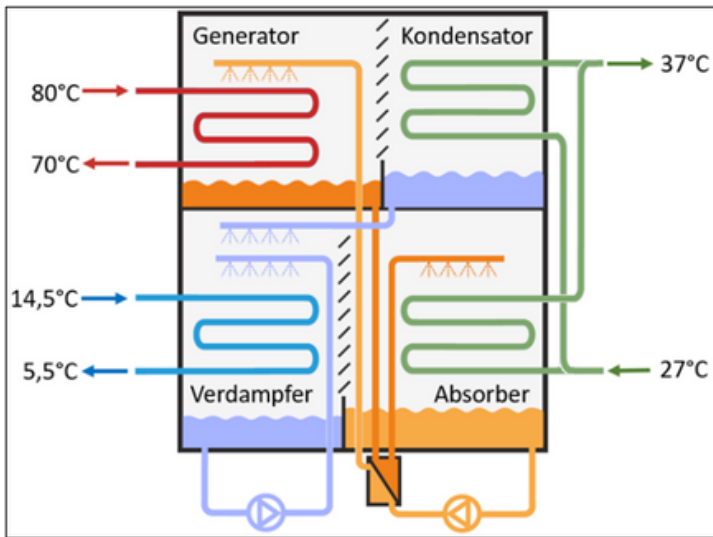 Generator
Kondensator
80°C
37°C
70°C
14,5°C
5,5°C
27°C
Verdampfer
Absorber